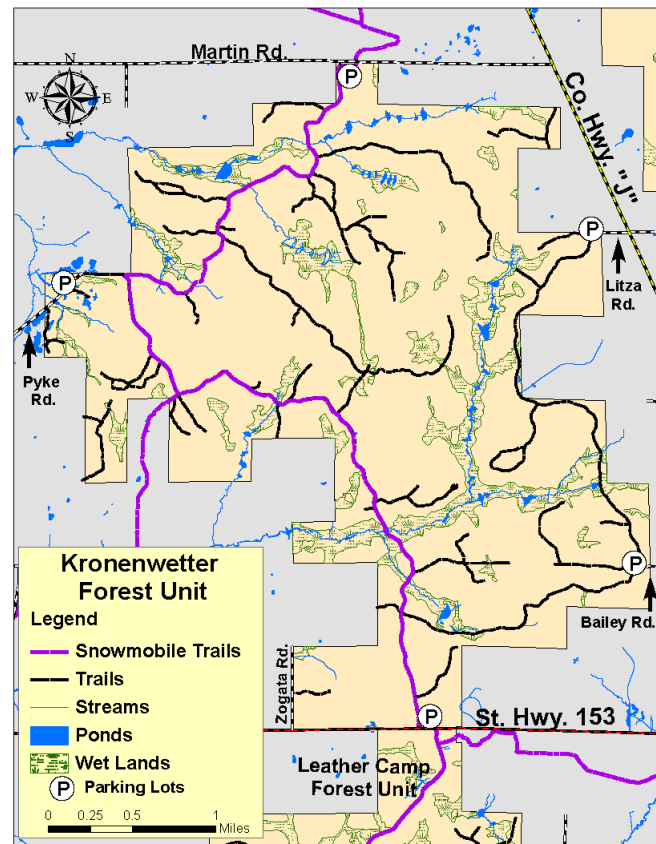 Martin Rd.
P
N
W
E
S
Co. Hwy. "J"
P
Litza
Rd.
P
Pyke
Rd.
P
Bailey Rd.
Zogata Rd.
P
St. Hwy. 153
Leather Camp
Forest Unit
Kronenwetter
Forest Unit
Legend
Snowmobile Trails
Trails
Streams
Ponds
Wet Lands
P Parking Lots
0 0.25 0.5 1
Miles